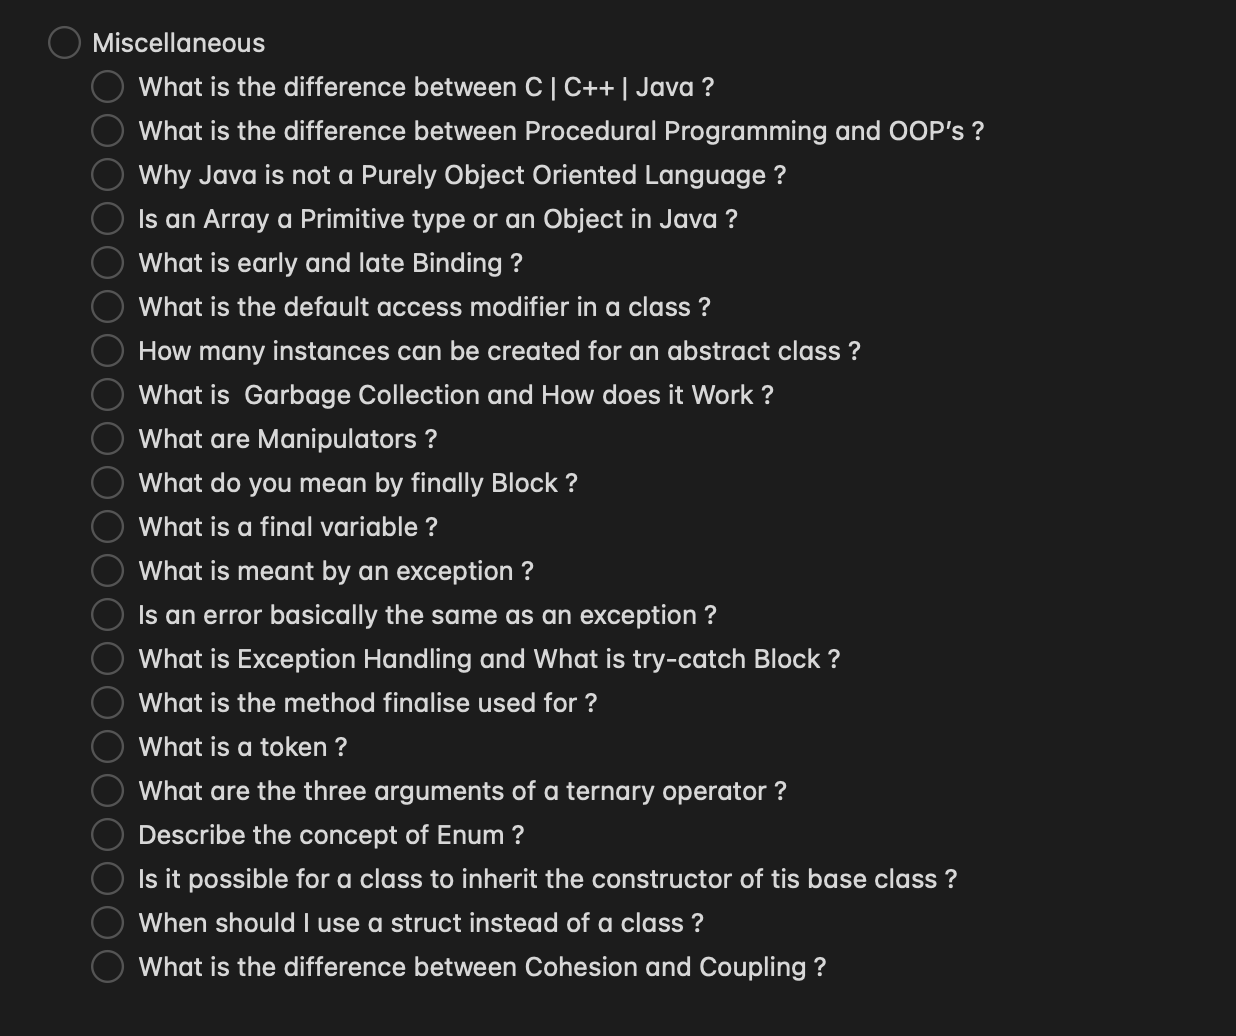 Miscellaneous
What is the difference between C | C++ | Java ?
What is the difference between Procedural Programming and OOP’s ?
Why Java is not a Purely Object Oriented Language ?
Is an Array a Primitive type or an Object in Java ?
What is early and late Binding ?
What is the default access modifier in a class ?
How many instances can be created for an abstract class ?
What is  Garbage Collection and How does it Work ?
What are Manipulators ?
What do you mean by finally Block ?
What is a final variable ?
What is meant by an exception ?
Is an error basically the same as an exception ?
What is Exception Handling and What is try-catch Block ?
What is the method finalise used for ?
What is a token ?
What are the three arguments of a ternary operator ?
Describe the concept of Enum ?
Is it possible for a class to inherit the constructor of tis base class ?
When should I use a struct instead of a class ?
What is the difference between Cohesion and Coupling ?